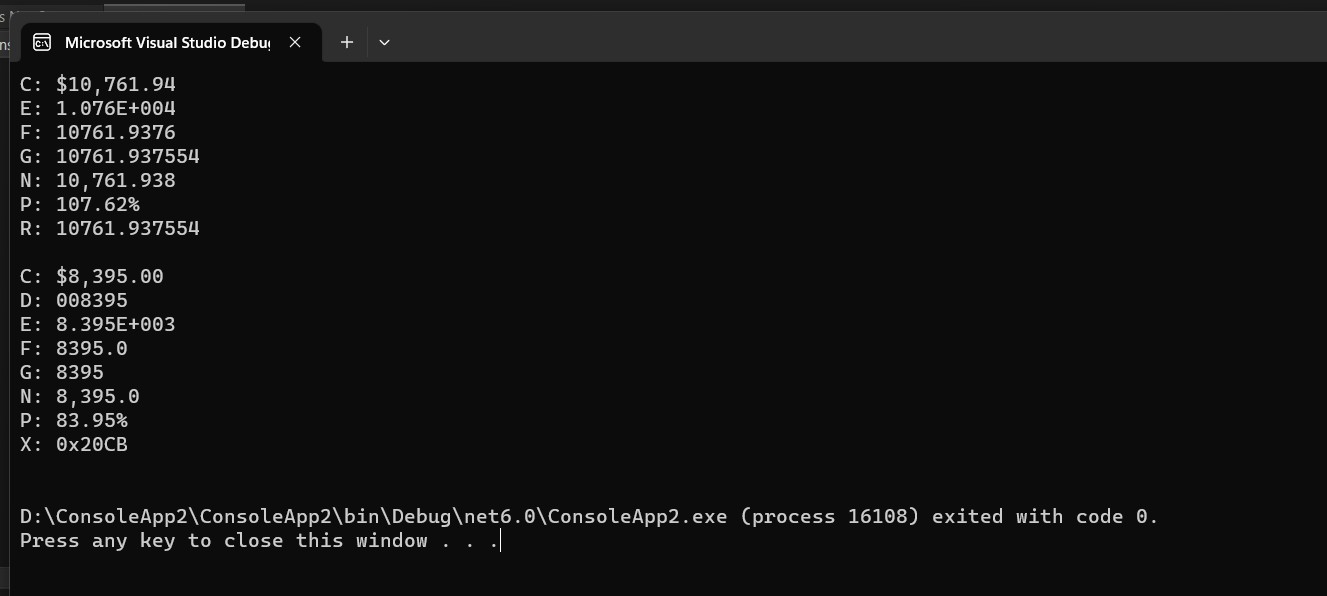 Microsoft Visual Studio Debug
C: $10,761.94
E: 1.076E+004
F: 10761.9376
G: 10761.937554
N: 10,761.938
P: 107.62%
R: 10761.937554
C: $8,395.00
D: 008395
E: 8.395E+003
F: 8395.0
G: 8395
N: 8,395.0
P: 83.95%
X: 0x20CB
D:\ConsoleApp2\ConsoleApp2\bin\Debug\net6.0\ConsoleApp2.exe (process 16108) exited with code 0.
Press any key to close this window . . .